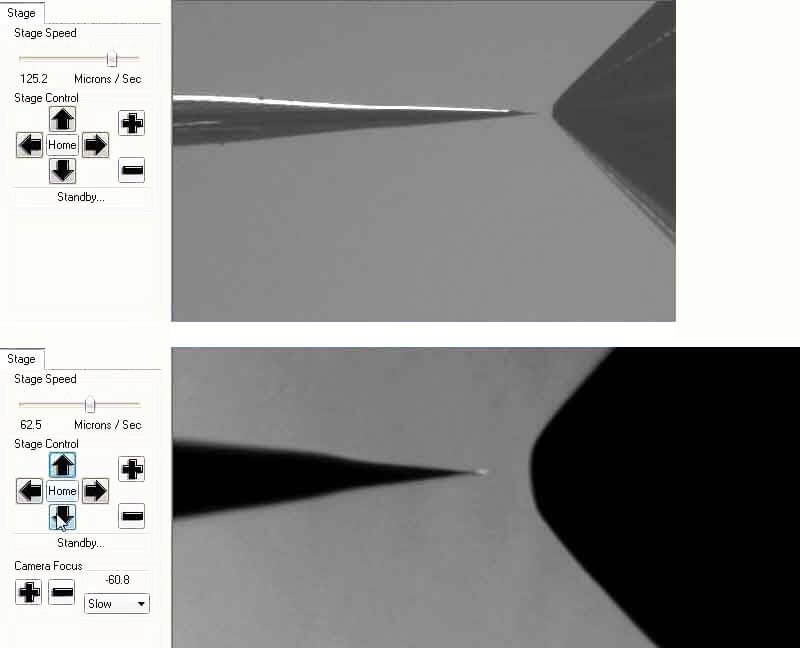 Stage
Stage Speed
125.2 Microns / Sec
Stage Control
Home
Standby...
Stage
Stage Speed
62.5 Microns / Sec
Stage Control
Home
Standby...
Camera Focus
-60.8
Slow